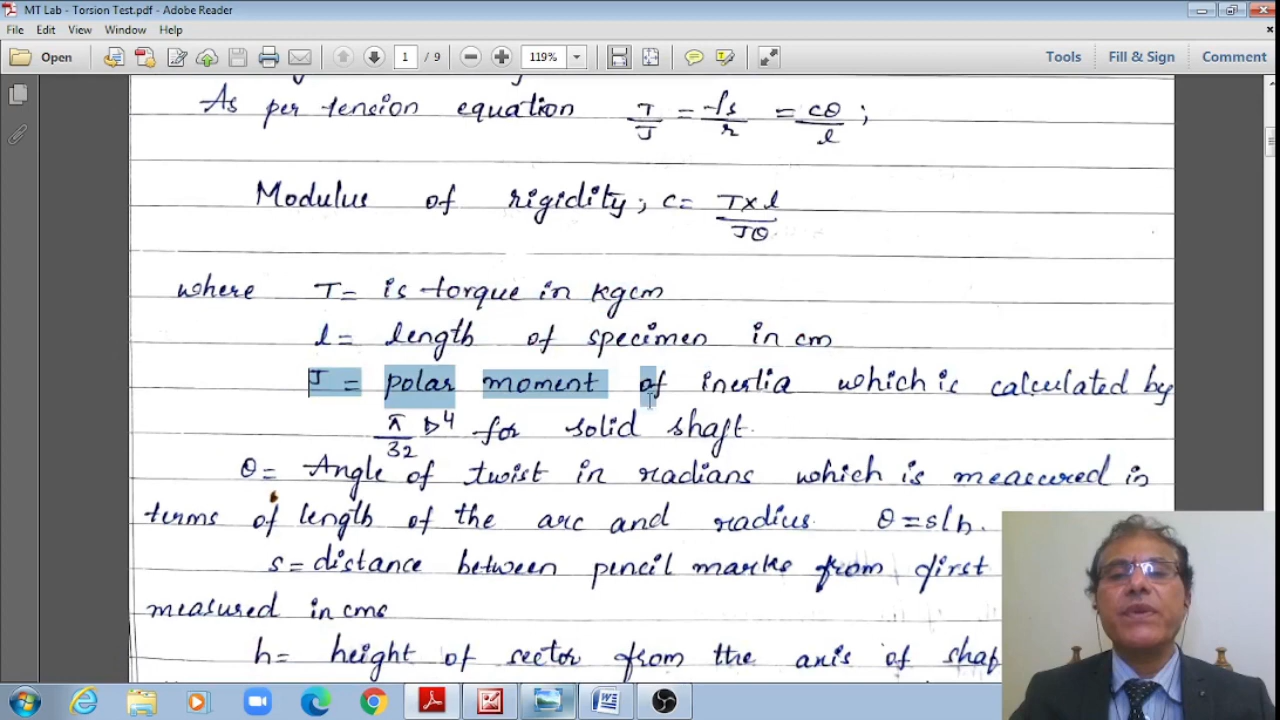 MT Lab - Torsion Test.pdf - Adobe Reader
File Edit View Window Help
Open 1 / 9 119% Tools Fill & Sign Comment
As per tension equation T/J = fs/r = cθ/l ;
Modulus of rigidity; c= T×l/Jθ
where T= is torque in kgcm
l= length of specimen in cm
J= polar moment of inertia which is calculated by
π/32 D⁴ for solid shaft.
θ= Angle of twist in radians which is measured in
terms of length of the arc and radius. θ=s/h.
s= distance between pencil marks from first
measured in cms
h= height of sector from the axis of shaf